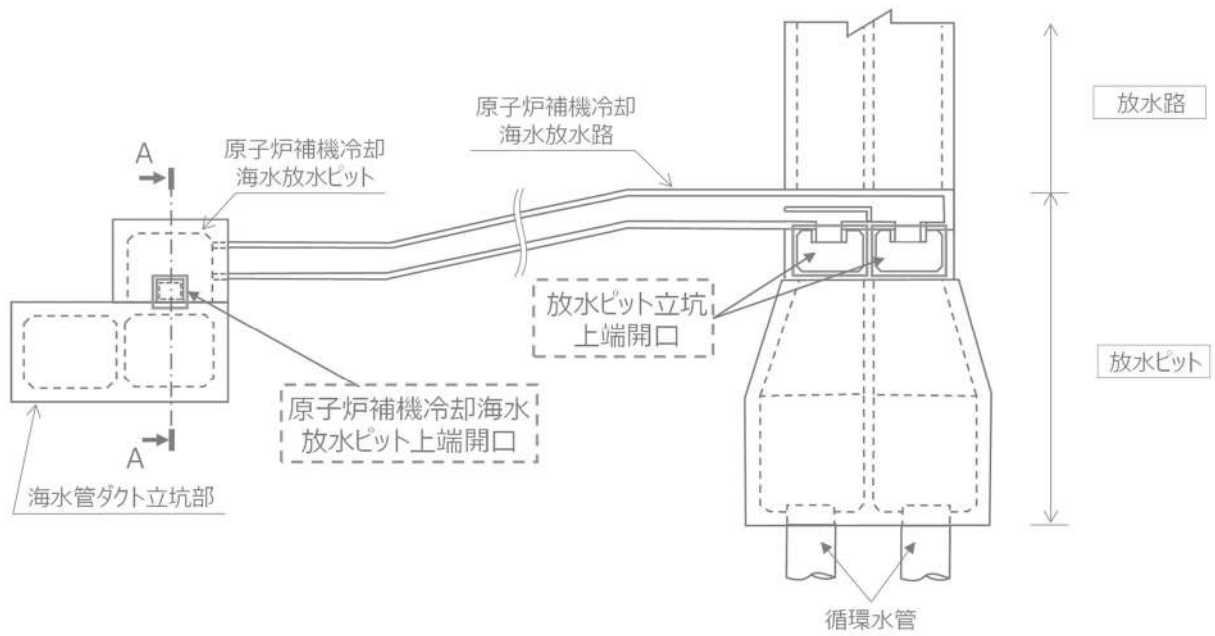 原子炉補機冷却
海水放水路
放水路
A
原子炉補機冷却
海水放水ピット
放水ピット立坑
上端開口
放水ピット
原子炉補機冷却海水
放水ピット上端開口
A
海水管ダクト立坑部
循環水管